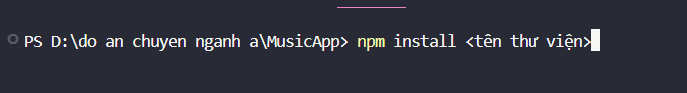 PS D:\do an chuyen nganh a\MusicApp> npm install <tên thư viện>